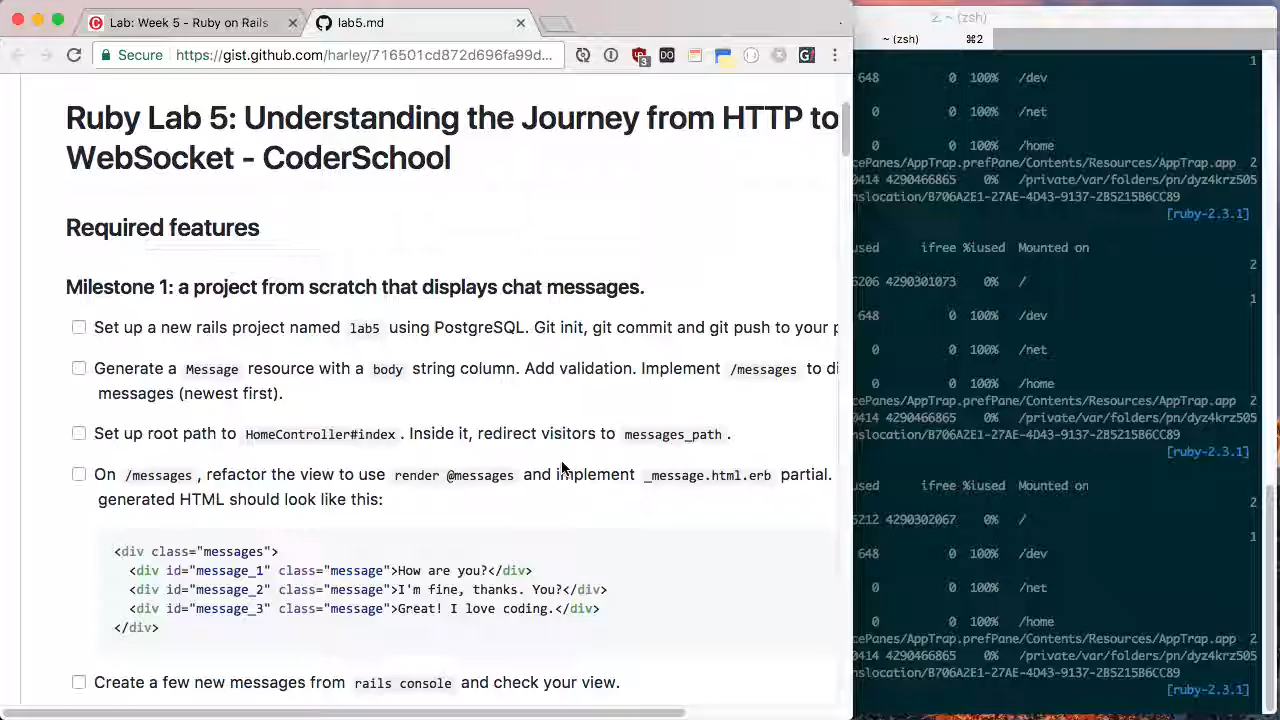 Lab: Week 5 - Ruby on Rails
lab5.md
Secure
https://gist.github.com/harley/716501cd872d696fa99d...
Ruby Lab 5: Understanding the Journey from HTTP to
WebSocket - CoderSchool
Required features
Milestone 1: a project from scratch that displays chat messages.
Set up a new rails project named lab5 using PostgreSQL. Git init, git commit and git push to your p
Generate a Message resource with a body string column. Add validation. Implement /messages to di
messages (newest first).
Set up root path to HomeController#index. Inside it, redirect visitors to messages_path.
On /messages, refactor the view to use render @messages and implement _message.html.erb partial.
generated HTML should look like this:
<div class="messages">
<div id="message_1" class="message">How are you?</div>
<div id="message_2" class="message">I'm fine, thanks. You?</div>
<div id="message_3" class="message">Great! I love coding.</div>
</div>
Create a few new messages from rails console and check your view.
2. ~ (zsh)
~ (zsh) ⌘2
1
648 0 100% /dev
0 100% /net
0 100% /home
cePanes/AppTrap.prefPane/Contents/Resources/AppTrap.app 2
0414 4290466865 0% /private/var/folders/pn/dyz4krz505
nslocation/B706A2E1-27AE-4D43-9137-2B5215B6CC89
[ruby-2.3.1]
used ifree %iused Mounted on
2
6206 4290301073 0% /
1
648 0 100% /dev
0 100% /net
0 100% /home
cePanes/AppTrap.prefPane/Contents/Resources/AppTrap.app 2
0414 4290466865 0% /private/var/folders/pn/dyz4krz505
nslocation/B706A2E1-27AE-4D43-9137-2B5215B6CC89
[ruby-2.3.1]
used ifree %iused Mounted on
2
6212 4290302067 0% /
1
648 0 100% /dev
0 100% /net
0 100% /home
cePanes/AppTrap.prefPane/Contents/Resources/AppTrap.app 2
0414 4290466865 0% /private/var/folders/pn/dyz4krz505
nslocation/B706A2E1-27AE-4D43-9137-2B5215B6CC89
[ruby-2.3.1]